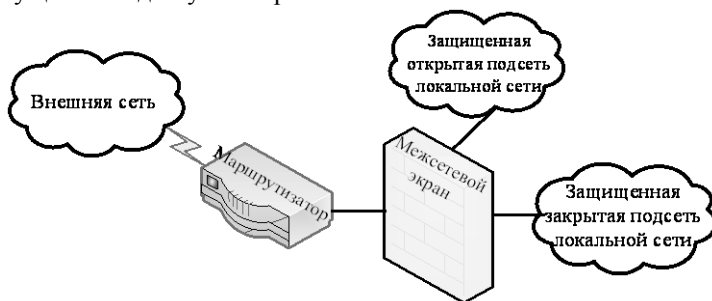 Внешняя сеть
Маршрутизатор
Межсетевой
экран
Защищенная
открытая подсеть
локальной сети
Защищенная
закрытая подсеть
локальной сети